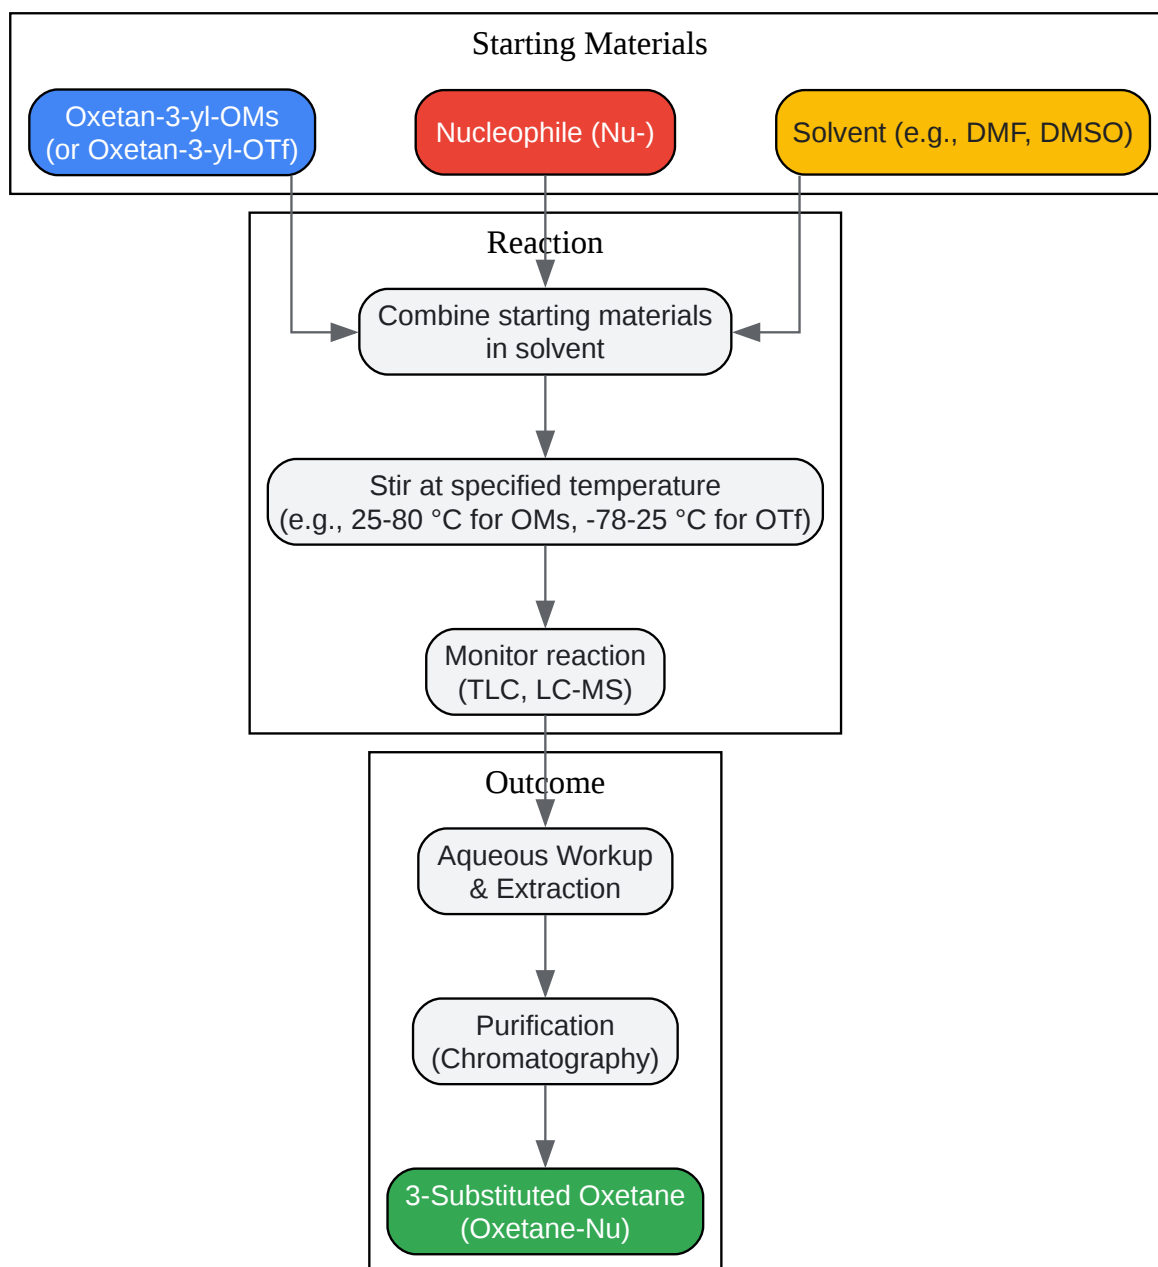 Starting Materials
Oxetan-3-yl-OMs
(or Oxetan-3-yl-OTf)
Nucleophile (Nu-)
Solvent (e.g., DMF, DMSO)
Reaction
Combine starting materials
in solvent
Stir at specified temperature
(e.g., 25-80 °C for OMs, -78-25 °C for OTf)
Monitor reaction
(TLC, LC-MS)
Outcome
Aqueous Workup
& Extraction
Purification
(Chromatography)
3-Substituted Oxetane
(Oxetane-Nu)